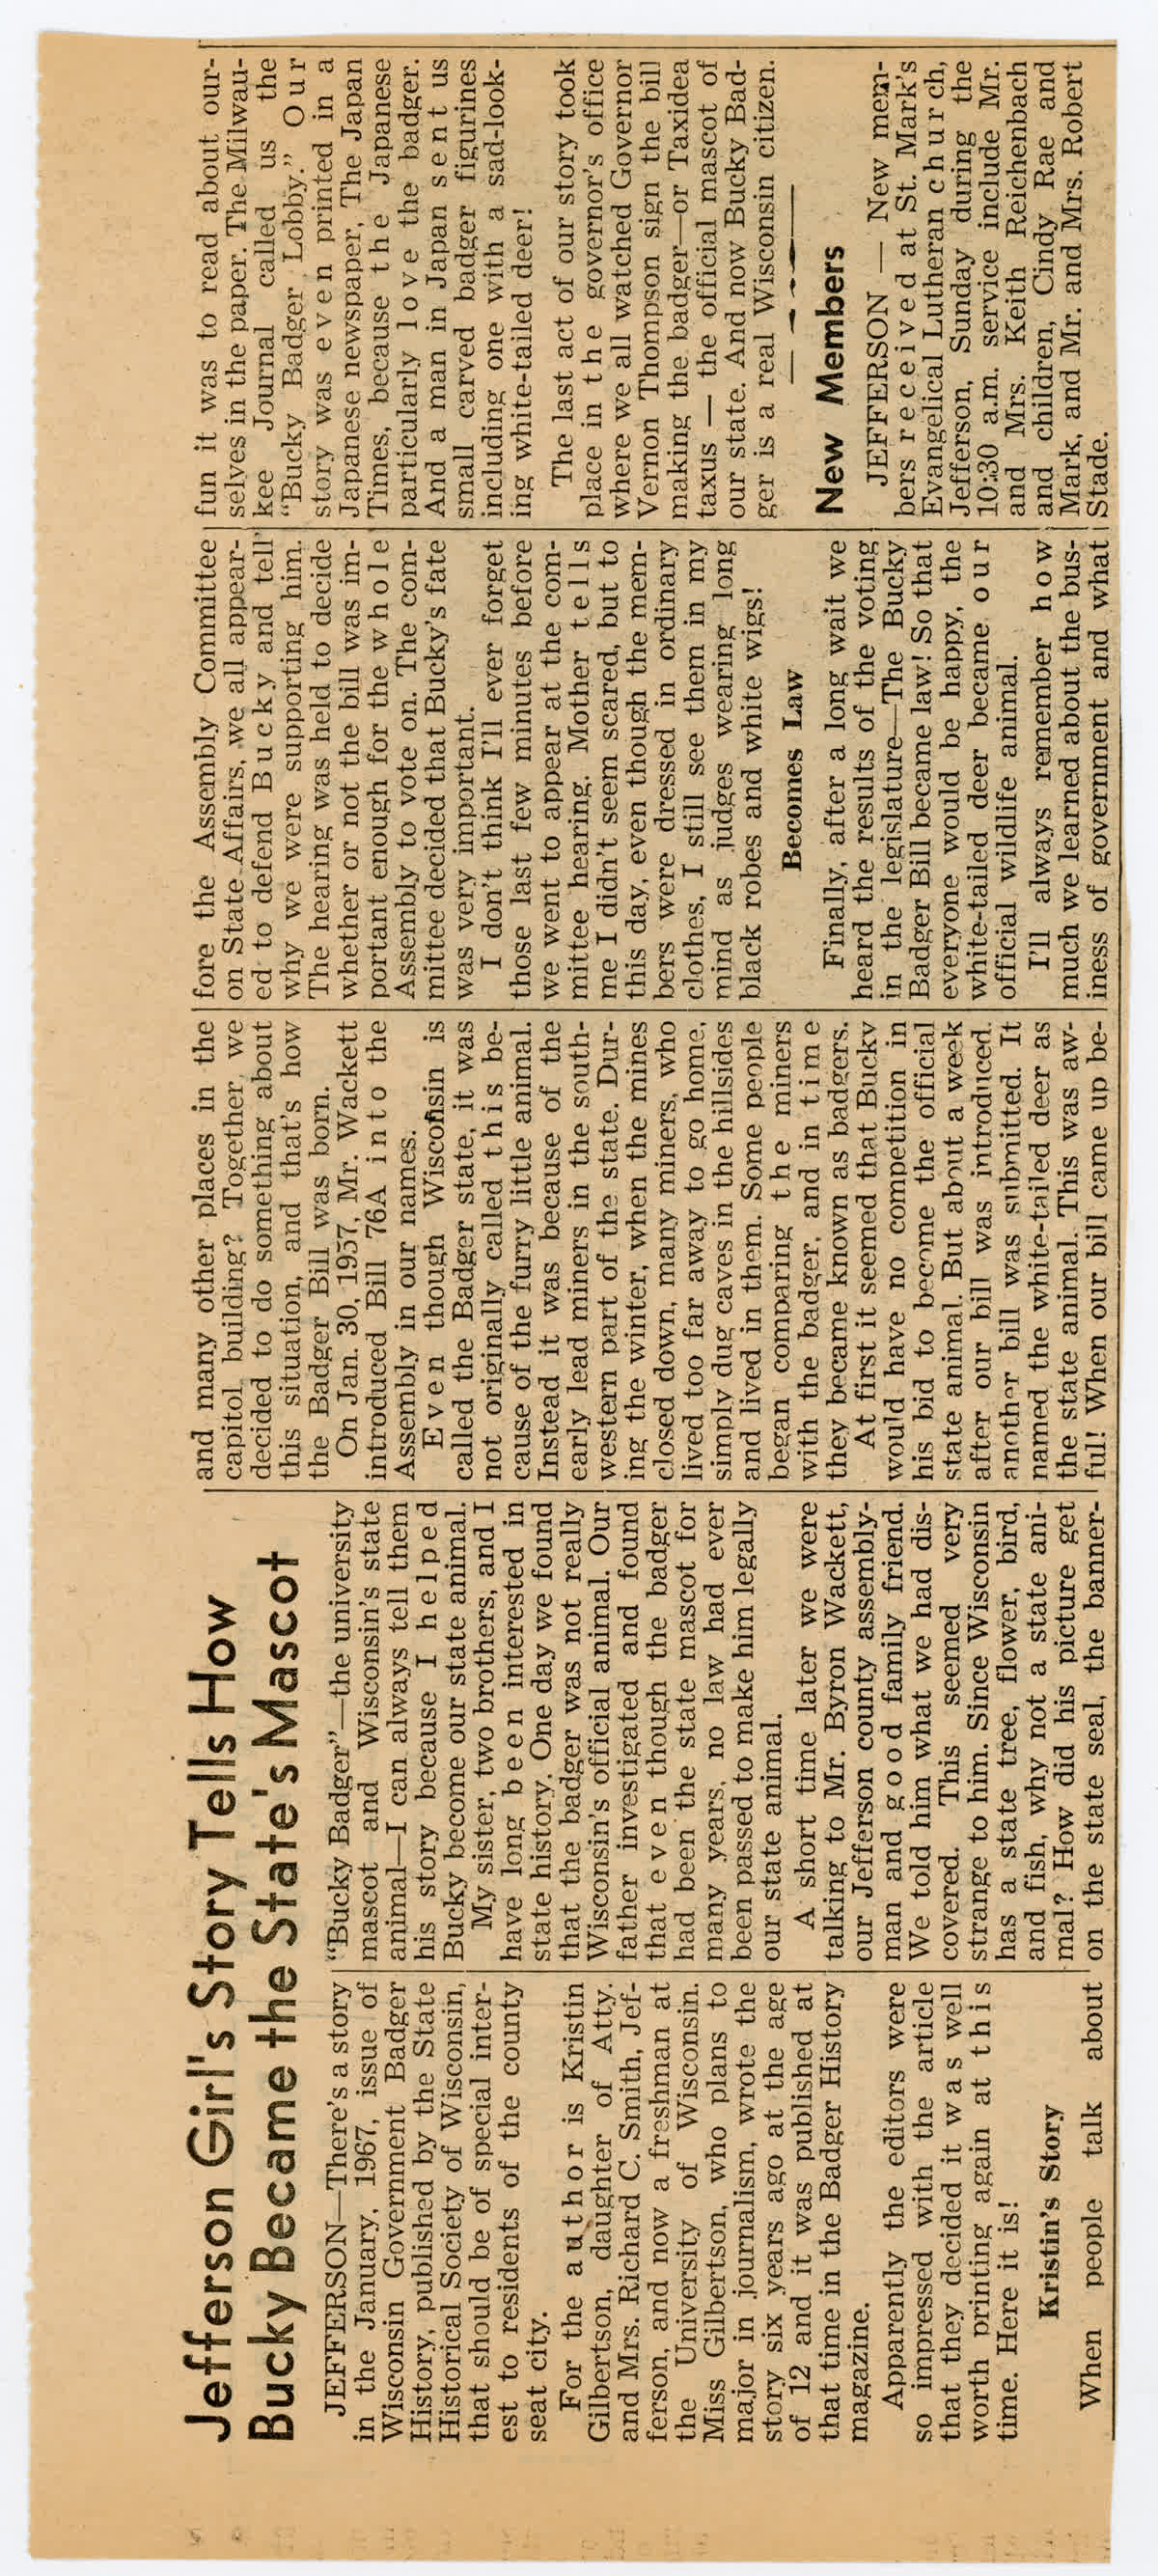 Jefferson Girl's Story Tells How
Bucky Became the State's Mascot
JEFFERSON—There's a story
in the January, 1967, issue of
Wisconsin Government Badger
History, published by the State
Historical Society of Wisconsin,
that should be of special inter-
est to residents of the county
seat city.
For the author is Kristin
Gilbertson, daughter of Atty.
and Mrs. Richard C. Smith, Jef-
ferson, and now a freshman at
the University of Wisconsin.
Miss Gilbertson, who plans to
major in journalism, wrote the
story six years ago at the age
of 12 and it was published at
that time in the Badger History
magazine.
Apparently the editors were
so impressed with the article
that they decided it was well
worth printing again at this
time. Here it is!
Kristin's Story
When people talk about
"Bucky Badger"—the university
mascot and Wisconsin's state
animal—I can always tell them
his story because I helped
Bucky become our state animal.
My sister, two brothers, and I
have long been interested in
state history. One day we found
that the badger was not really
Wisconsin's official animal. Our
father investigated and found
that even though the badger
had been the state mascot for
many years, no law had ever
been passed to make him legally
our state animal.
A short time later we were
talking to Mr. Byron Wackett,
our Jefferson county assembly-
man and good family friend.
We told him what we had dis-
covered. This seemed very
strange to him. Since Wisconsin
has a state tree, flower, bird,
and fish, why not a state ani-
mal? How did his picture get
on the state seal, the banner-
and many other places in the
capitol building? Together we
decided to do something about
this situation, and that's how
the Badger Bill was born.
On Jan. 30, 1957, Mr. Wackett
introduced Bill 76A into the
Assembly in our names.
Even though Wisconsin is
called the Badger state, it was
not originally called this be-
cause of the furry little animal.
Instead it was because of the
early lead miners in the south-
western part of the state. Dur-
ing the winter, when the mines
closed down, many miners, who
lived too far away to go home,
simply dug caves in the hillsides
and lived in them. Some people
began comparing the miners
with the badger, and in time
they became known as badgers.
At first it seemed that Bucky
would have no competition in
his bid to become the official
state animal. But about a week
after our bill was introduced
another bill was submitted. It
named the white-tailed deer as
the state animal. This was aw-
ful! When our bill came up be-
fore the Assembly Committee
on State Affairs, we all appear-
ed to defend Bucky and tell
why we were supporting him.
The hearing was held to decide
whether or not the bill was im-
portant enough for the whole
Assembly to vote on. The com-
mittee decided that Bucky's fate
was very important.
I don't think I'll ever forget
those last few minutes before
we went to appear at the com-
mittee hearing. Mother tells
me I didn't seem scared, but to
this day, even though the mem-
bers were dressed in ordinary
clothes, I still see them in my
mind as judges wearing long
black robes and white wigs!
Becomes Law
Finally, after a long wait we
heard the results of the voting
in the legislature—The Bucky
Badger Bill became law! So that
everyone would be happy, the
white-tailed deer became our
official wildlife animal.
I'll always remember how
much we learned about the bus-
iness of government and what
fun it was to read about our-
selves in the paper. The Milwau-
kee Journal called us the
"Bucky Badger Lobby." Our
story was even printed in a
Japanese newspaper, The Japan
Times, because the Japanese
particularly love the badger.
And a man in Japan sent us
small carved badger figurines
including one with a sad-look-
ing white-tailed deer!
The last act of our story took
place in the governor's office
where we all watched Governor
Vernon Thompson sign the bill
making the badger—or Taxidea
taxus — the official mascot of
our state. And now Bucky Bad-
ger is a real Wisconsin citizen.
New Members
JEFFERSON — New mem-
bers received at St. Mark's
Evangelical Lutheran church,
Jefferson, Sunday during the
10:30 a.m. service include Mr.
and Mrs. Keith Reichenbach
and children, Cindy Rae and
Mark, and Mr. and Mrs. Robert
Stade.